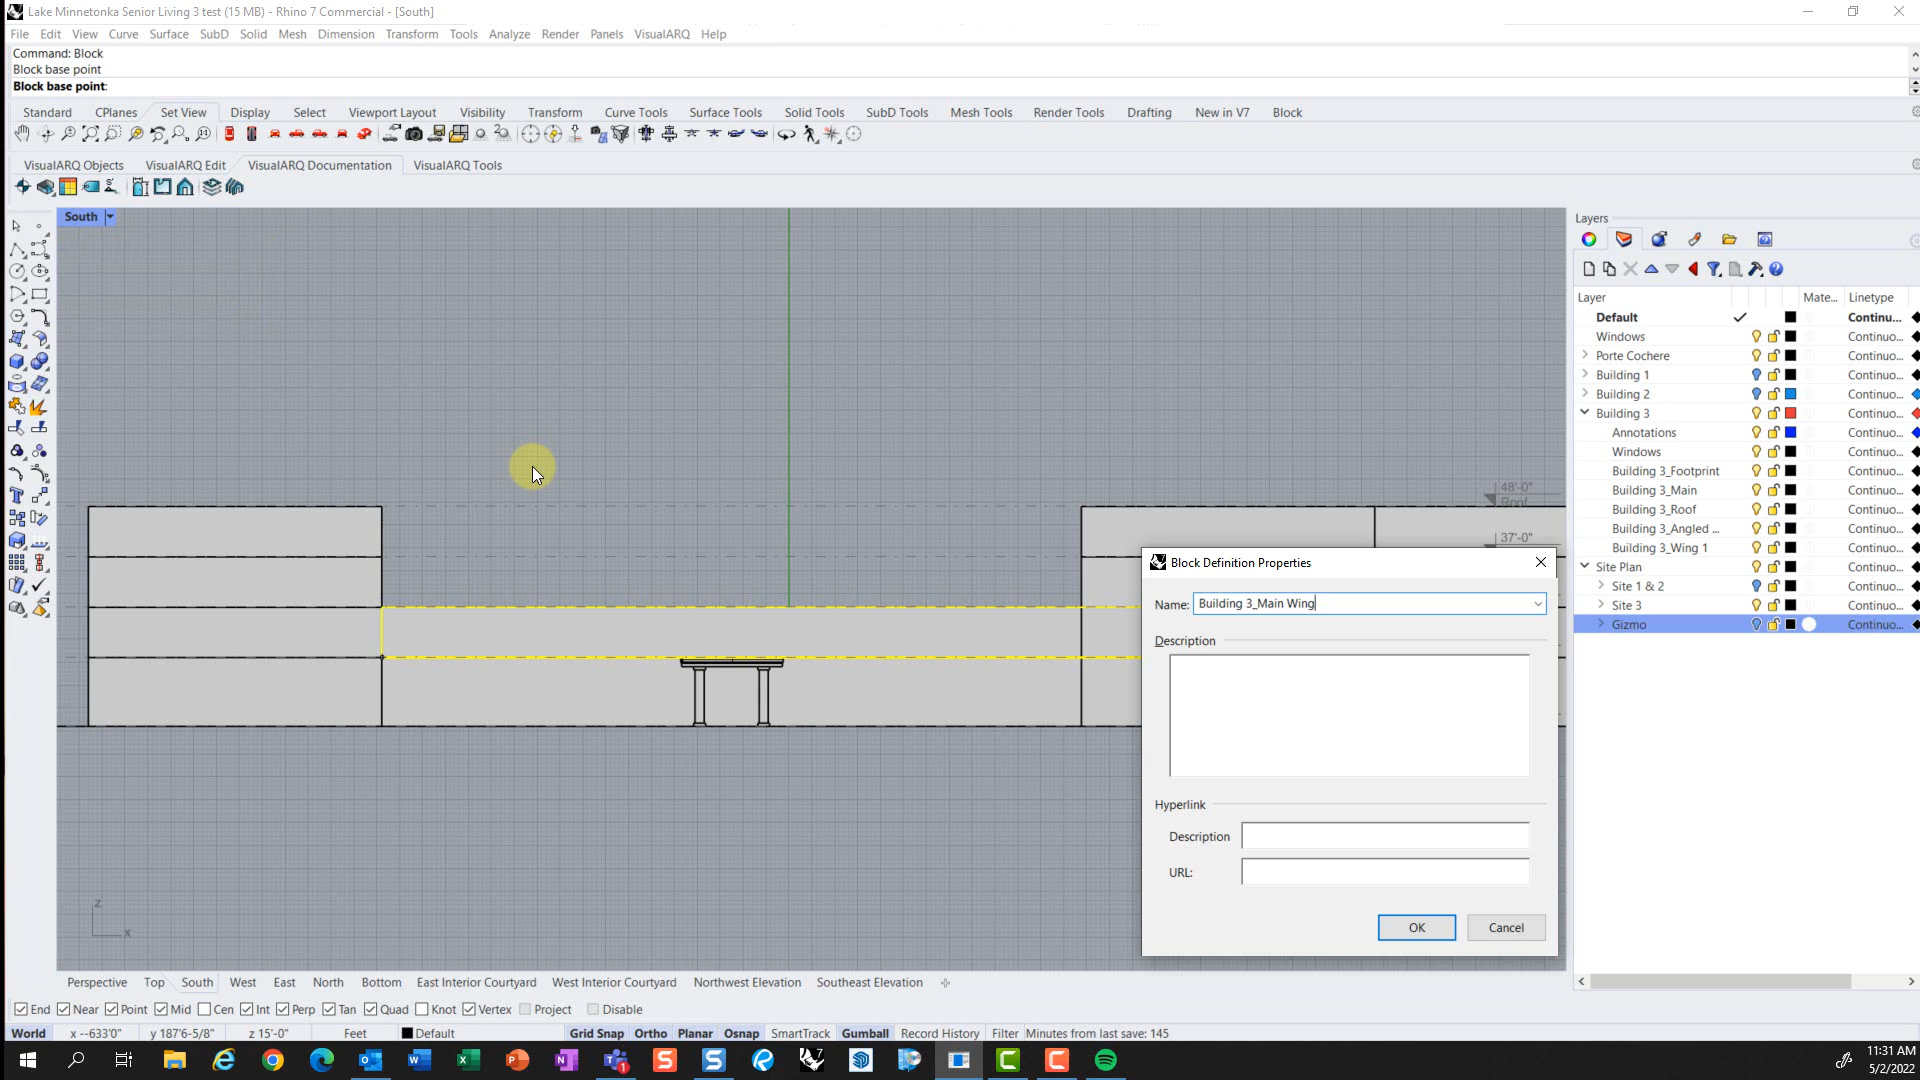 Lake Minnetonka Senior Living 3 test (15 MB) - Rhino 7 Commercial - [South]
File Edit View Curve Surface SubD Solid Mesh Dimension Transform Tools Analyze Render Panels VisualARQ Help
Command: Block
Block base point
Block base point:
Standard CPlanes Set View Display Select Viewport Layout Visibility Transform Curve Tools Surface Tools Solid Tools SubD Tools Mesh Tools Render Tools Drafting New in V7 Block
VisualARQ Objects VisualARQ Edit VisualARQ Documentation VisualARQ Tools
South
Layers
Layer Mate... Linetype
Default Continu...
Windows Continuo...
Porte Cochere Continuo...
Building 1 Continuo...
Building 2 Continuo...
Building 3 Continuo...
Annotations Continuo...
Windows Continuo...
Building 3_Footprint Continuo...
Building 3_Main Continuo...
Building 3_Roof Continuo...
Building 3_Angled ... Continuo...
Building 3_Wing 1 Continuo...
Site Plan Continuo...
Site 1 & 2 Continuo...
Site 3 Continuo...
Gizmo Continuo...
48'-0"
Roof
37'-0"
Block Definition Properties
Name: Building 3_Main Wing
Description
Hyperlink
Description
URL:
OK Cancel
z
x
Perspective Top South West East North Bottom East Interior Courtyard West Interior Courtyard Northwest Elevation Southeast Elevation
End Near Point Mid Cen Int Perp Tan Quad Knot Vertex Project Disable
World x --633'0" y 187'6-5/8" z 15'-0" Feet Default Grid Snap Ortho Planar Osnap SmartTrack Gumball Record History Filter Minutes from last save: 145
11:31 AM
5/2/2022